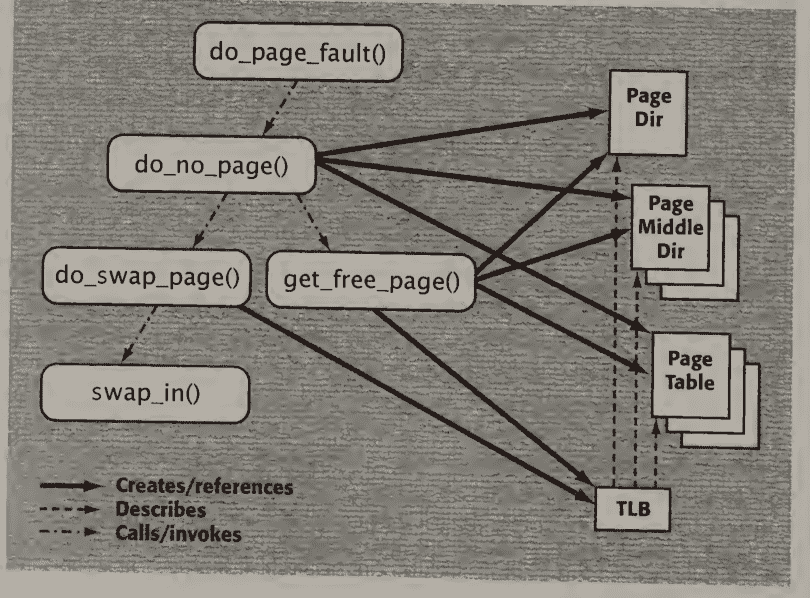 do_page_fault()
Page
Dir
do_no_page()
Page
Middle
Dir
do_swap_page()
get_free_page()
Page
Table
swap_in()
Creates/references
Describes
Calls/invokes
TLB